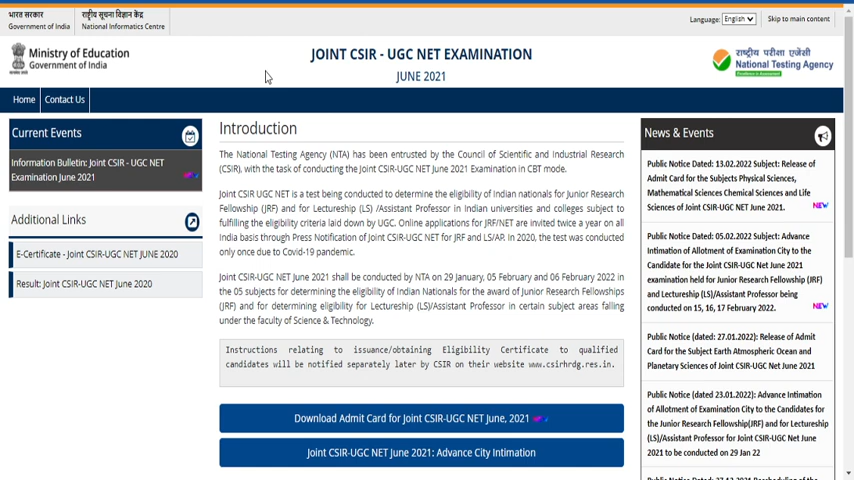 भारत सरकार
Government of India
राष्ट्रीय सूचना विज्ञान केंद्र
National Informatics Centre
Language: English
Skip to main content
Ministry of Education
Government of India
JOINT CSIR - UGC NET EXAMINATION
JUNE 2021
राष्ट्रीय परीक्षा एजेंसी
National Testing Agency
Excellence in Assessment
Home
Contact Us
Current Events
Information Bulletin: Joint CSIR - UGC NET
Examination June 2021
Additional Links
E-Certificate - Joint CSIR-UGC NET JUNE 2020
Result: Joint CSIR-UGC NET June 2020
Introduction
The National Testing Agency (NTA) has been entrusted by the Council of Scientific and Industrial Research
(CSIR), with the task of conducting the Joint CSIR-UGC NET June 2021 Examination in CBT mode.
Joint CSIR UGC NET is a test being conducted to determine the eligibility of Indian nationals for Junior Research
Fellowship (JRF) and for Lectureship (LS) /Assistant Professor in Indian universities and colleges subject to
fulfilling the eligibility criteria laid down by UGC. Online applications for JRF/NET are invited twice a year on all
India basis through Press Notification of Joint CSIR-UGC NET for JRF and LS/AP. In 2020, the test was conducted
only once due to Covid-19 pandemic.
Joint CSIR-UGC NET June 2021 shall be conducted by NTA on 29 January, 05 February and 06 February 2022 in
the 05 subjects for determining the eligibility of Indian Nationals for the award of Junior Research Fellowships
(JRF) and for determining eligibility for Lectureship (LS)/Assistant Professor in certain subject areas falling
under the faculty of Science & Technology.
Instructions relating to issuance/obtaining Eligibility Certificate to qualified
candidates will be notified separately later by CSIR on their website www.csirhrdg.res.in.
Download Admit Card for Joint CSIR-UGC NET June, 2021
Joint CSIR-UGC NET June 2021: Advance City Intimation
News & Events
Public Notice Dated: 13.02.2022 Subject: Release of
Admit Card for the Subjects Physical Sciences,
Mathematical Sciences Chemical Sciences and Life
Sciences of Joint CSIR-UGC NET June 2021. NEW
Public Notice Dated: 05.02.2022 Subject: Advance
Intimation of Allotment of Examination City to the
Candidate for the Joint CSIR-UGC Net June 2021
examination held for Junior Research Fellowship (JRF)
and Lectureship (LS)/Assistant Professor being
conducted on 15, 16, 17 February 2022. NEW
Public Notice (dated: 27.01.2022): Release of Admit
Card for the Subject Earth Atmospheric Ocean and
Planetary Sciences of Joint CSIR-UGC Net June 2021
Public Notice (dated 23.01.2022): Advance Intimation
of Allotment of Examination City to the Candidates for
the Junior Research Fellowship(JRF) and for Lectureship
(LS)/Assistant Professor for Joint CSIR-UGC Net June
2021 to be conducted on 29 Jan 22